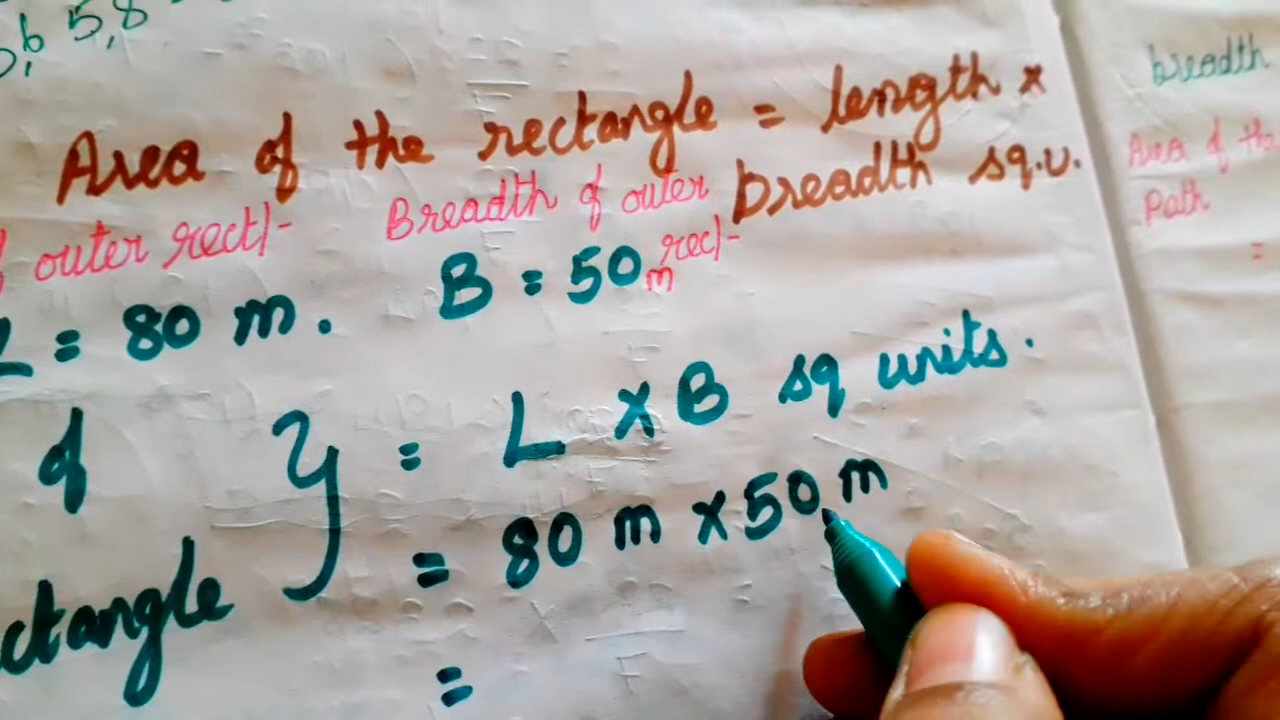 5,8
Area of the rectangle = length ×
breadth sq.u.
outer rect/- Breadth of outer rect/-
L = 80 m. B = 50 m
of } = L × B sq units.
ctangle = 80 m × 50 m
=
breadth
Area of the
Path
=